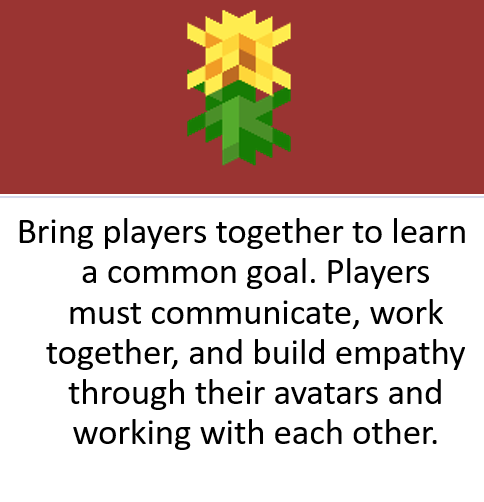 Bring players together to learn
a common goal. Players
must communicate, work
together, and build empathy
through their avatars and
working with each other.